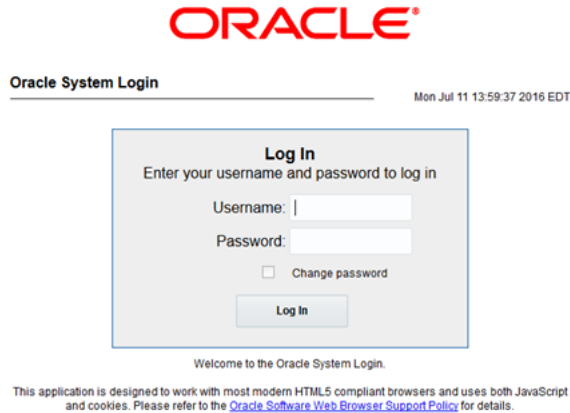 ORACLE®
Oracle System Login
Mon Jul 11 13:59:37 2016 EDT
Log In
Enter your username and password to log in
Username:
Password:
Change password
Log In
Welcome to the Oracle System Login.
This application is designed to work with most modern HTML5 compliant browsers and uses both JavaScript
and cookies. Please refer to the Oracle Software Web Browser Support Policy for details.